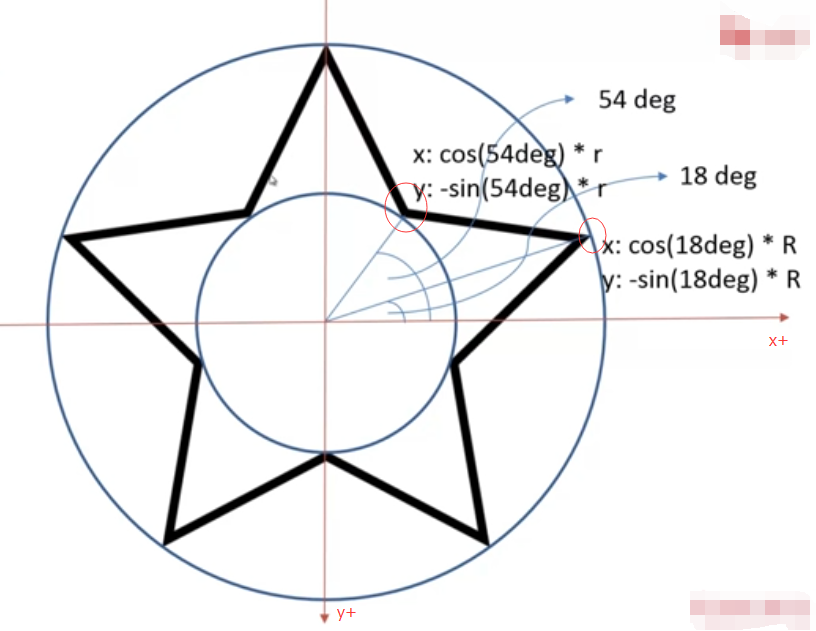 54 deg
x: cos(54deg) * r
y: -sin(54deg) * r
18 deg
x: cos(18deg) * R
y: -sin(18deg) * R
x+
y+